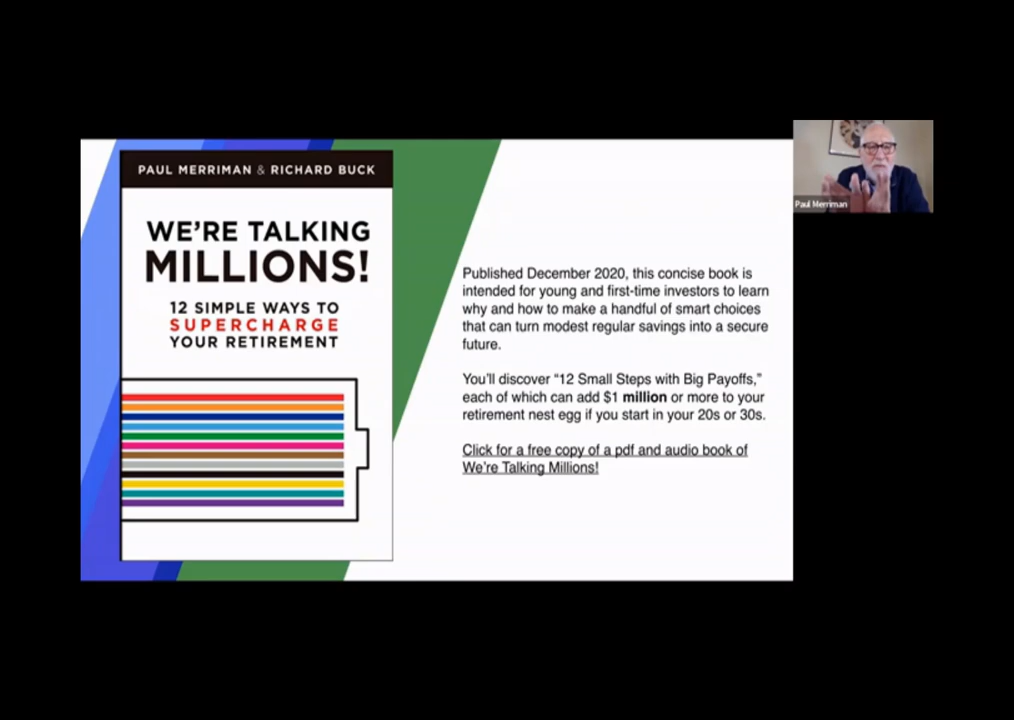 PAUL MERRIMAN & RICHARD BUCK
WE'RE TALKING
MILLIONS!
12 SIMPLE WAYS TO
SUPERCHARGE
YOUR RETIREMENT
Published December 2020, this concise book is
intended for young and first-time investors to learn
why and how to make a handful of smart choices
that can turn modest regular savings into a secure
future.
You'll discover “12 Small Steps with Big Payoffs,”
each of which can add $1 million or more to your
retirement nest egg if you start in your 20s or 30s.
Click for a free copy of a pdf and audio book of
We're Talking Millions!
Paul Merriman